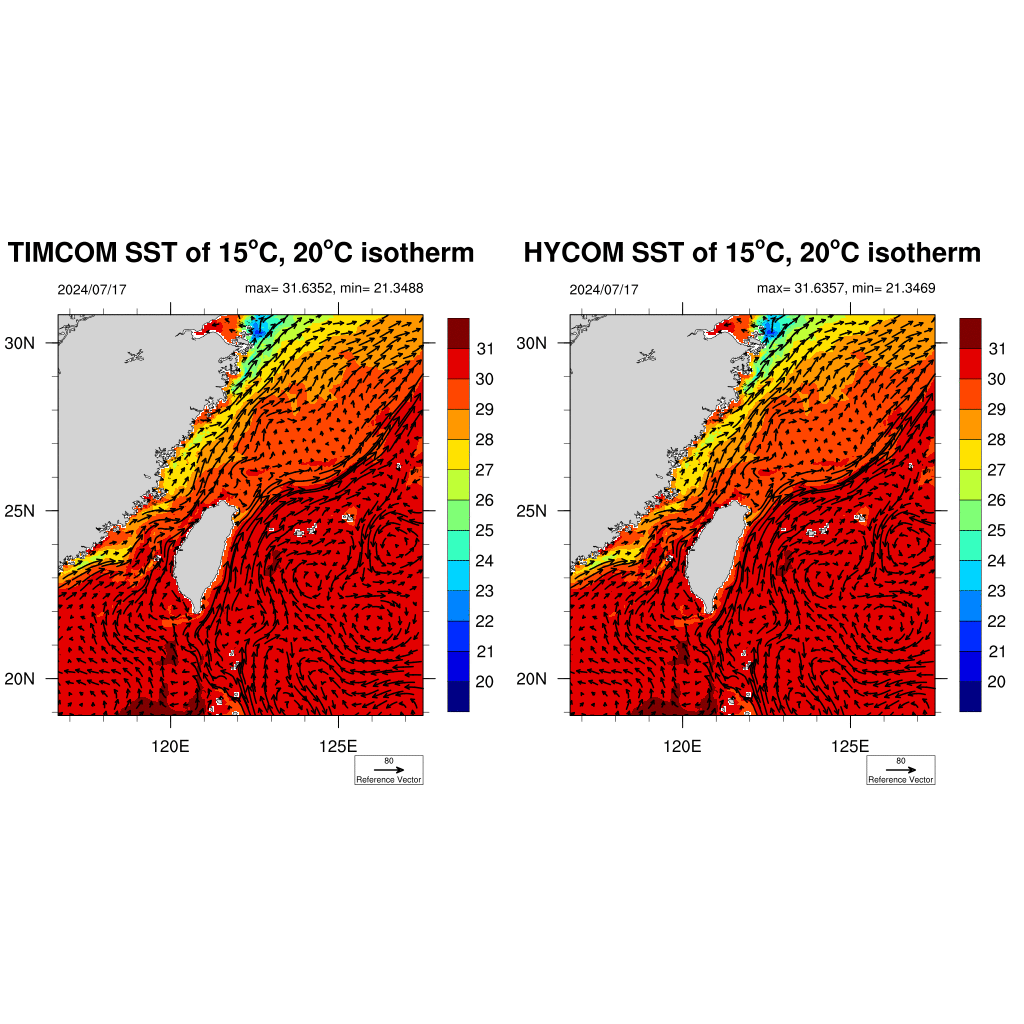 TIMCOM SST of 15°C, 20°C isotherm
2024/07/17 max= 31.6352, min= 21.3488
30N
25N
20N
120E 125E
31
30
29
28
27
26
25
24
23
22
21
20
80
Reference Vector
HYCOM SST of 15°C, 20°C isotherm
2024/07/17 max= 31.6357, min= 21.3469
30N
25N
20N
120E 125E
31
30
29
28
27
26
25
24
23
22
21
20
80
Reference Vector